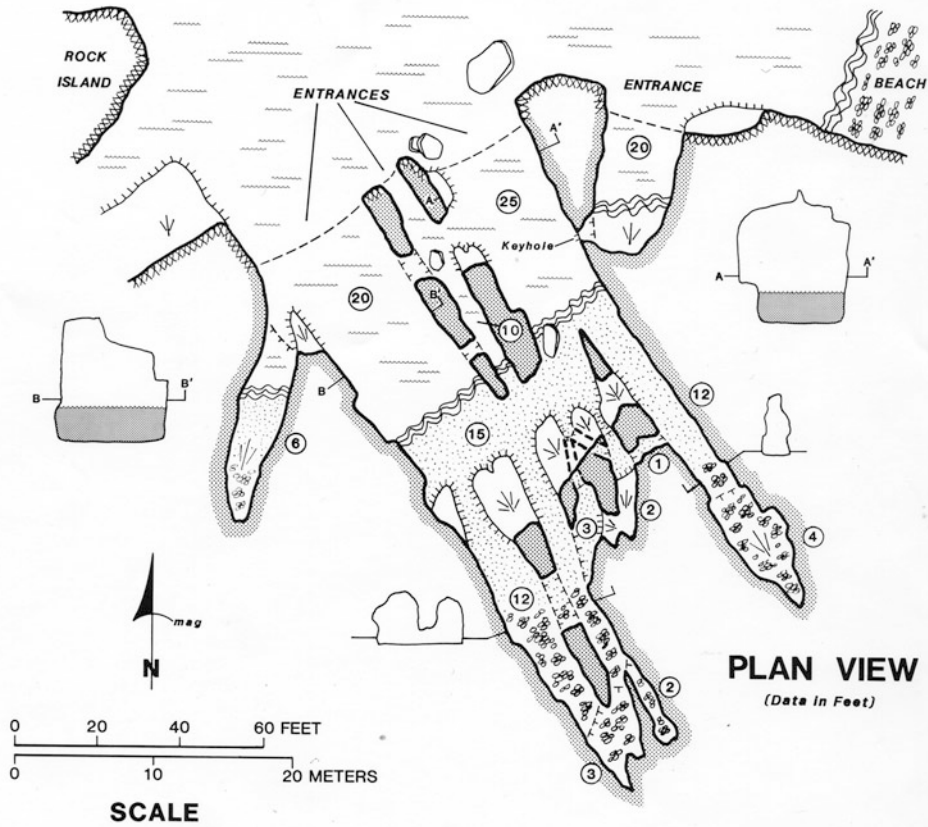 ROCK
ISLAND
ENTRANCES
ENTRANCE
BEACH
A"
20
A"
25
Keyhole
A
A'
20
B'
10
B
B'
B
12
15
6
1
2
3
4
12
mag
N
PLAN VIEW
(Data in Feet)
2
3
0 20 40 60 FEET
0 10 20 METERS
SCALE